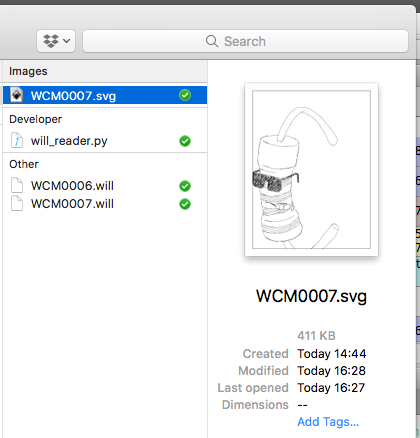 Search
Images
WCM0007.svg
Developer
will_reader.py
Other
WCM0006.will
WCM0007.will
WCM0007.svg
411 KB
Created Today 14:44
Modified Today 16:28
Last opened Today 16:27
Dimensions --
Add Tags...